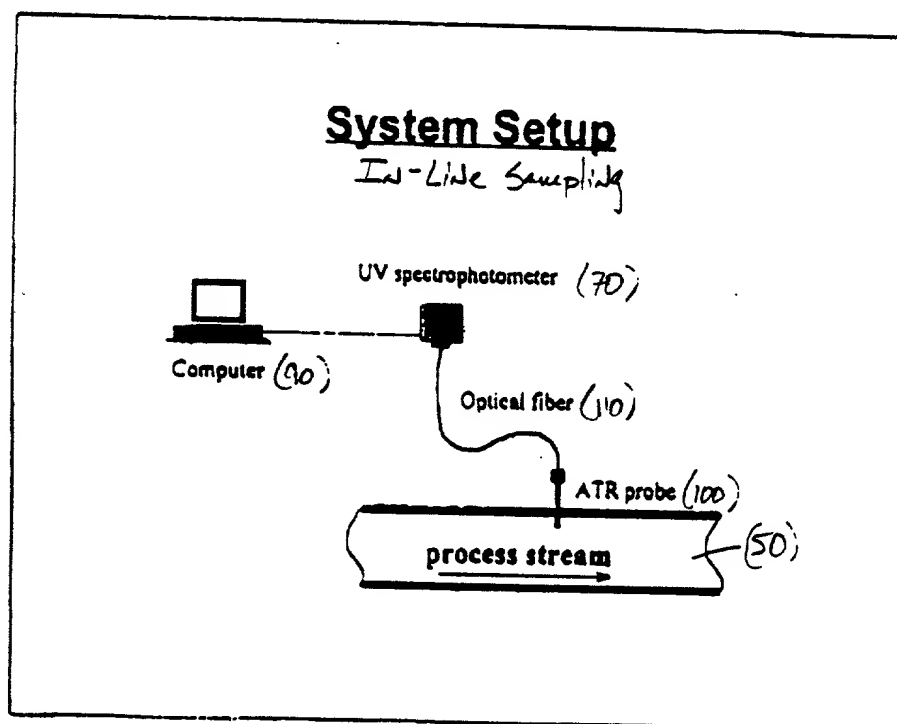 System Setup
In-Line Sampling
UV spectrophotometer (70)
Computer (90)
Optical fiber (110)
ATR probe (100)
process stream
(50)